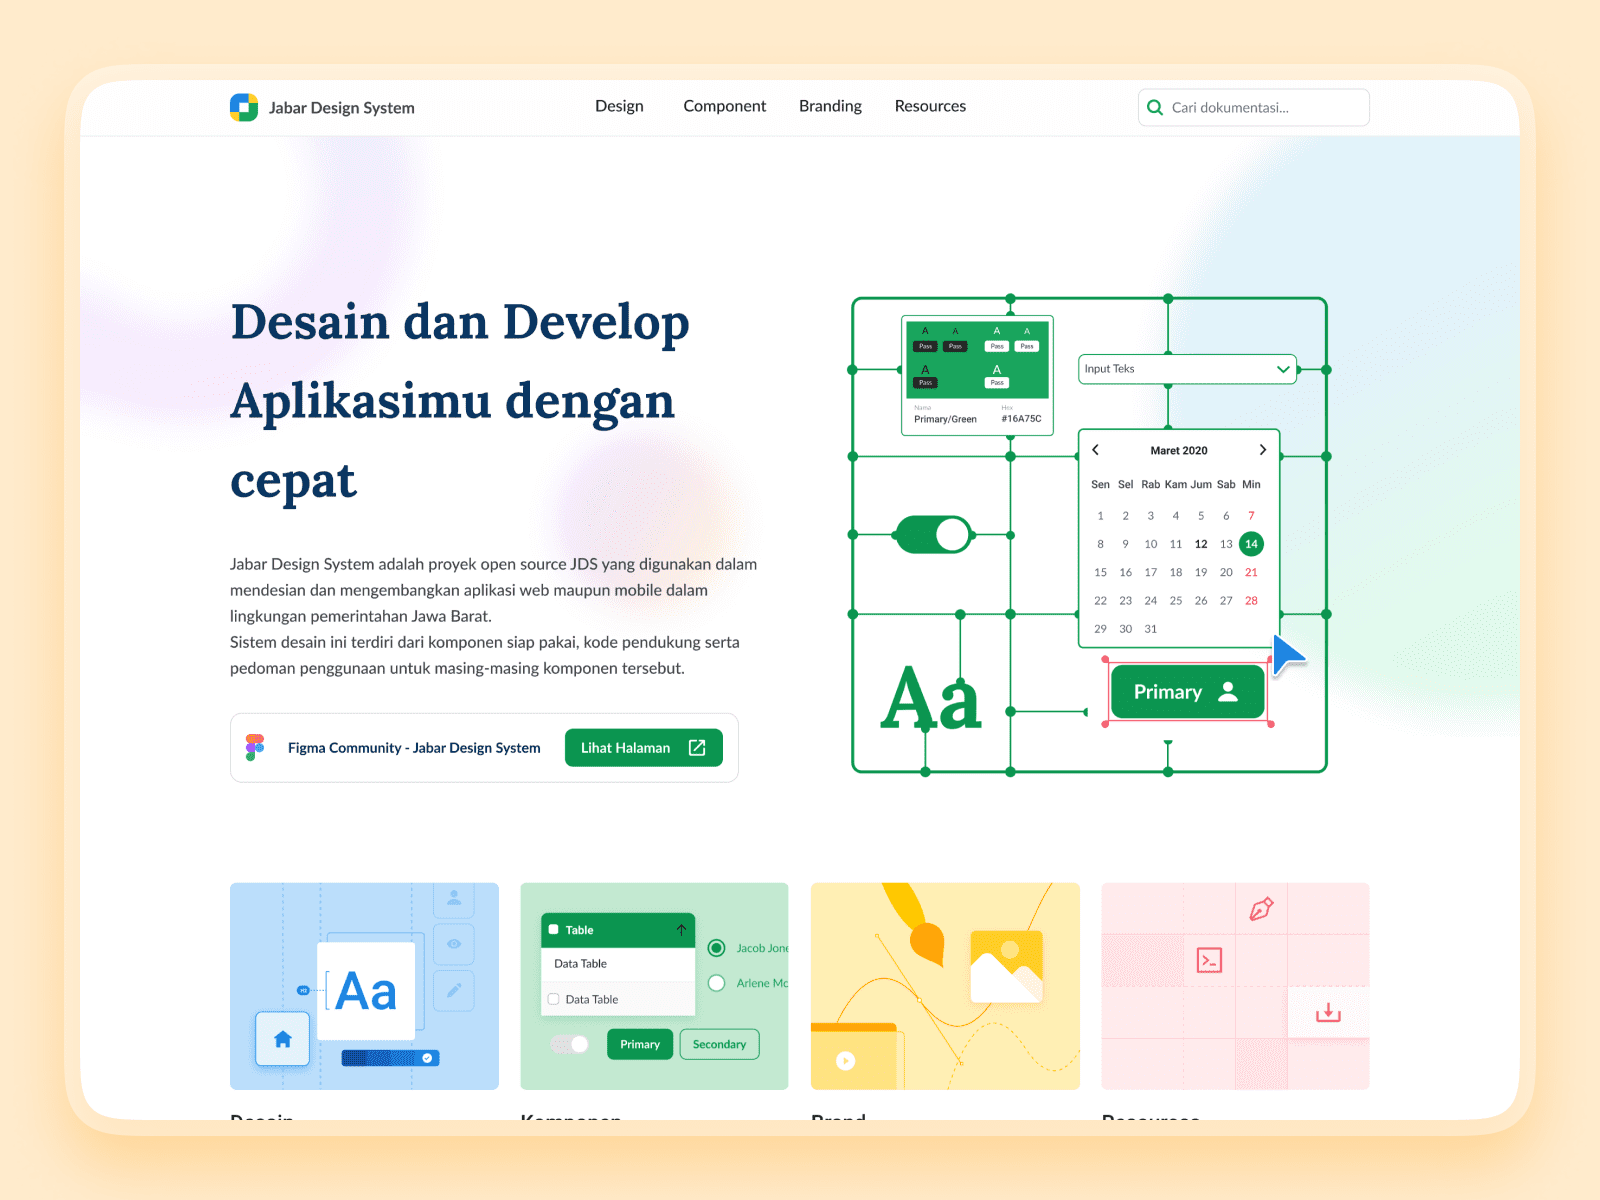 Jabar Design System
Design
Component
Branding
Resources
Cari dokumentasi...
Desain dan Develop
Aplikasimu dengan
cepat
Jabar Design System adalah proyek open source JDS yang digunakan dalam
mendesian dan mengembangkan aplikasi web maupun mobile dalam
lingkungan pemerintahan Jawa Barat.
Sistem desain ini terdiri dari komponen siap pakai, kode pendukung serta
pedoman penggunaan untuk masing-masing komponen tersebut.
Figma Community - Jabar Design System
Lihat Halaman
A A A A
Pass Pass Pass Pass
A A
Pass Pass
Name Hex
Primary/Green #16A75C
Input Teks
Maret 2020
Sen Sel Rab Kam Jum Sab Min
1 2 3 4 5 6 7
8 9 10 11 12 13 14
15 16 17 18 19 20 21
22 23 24 25 26 27 28
29 30 31
Aa
Primary
H1
Aa
Table
Data Table
Data Table
Jacob Jone
Arlene Mc
Primary
Secondary
Desain
Komponen
Brand
Resources